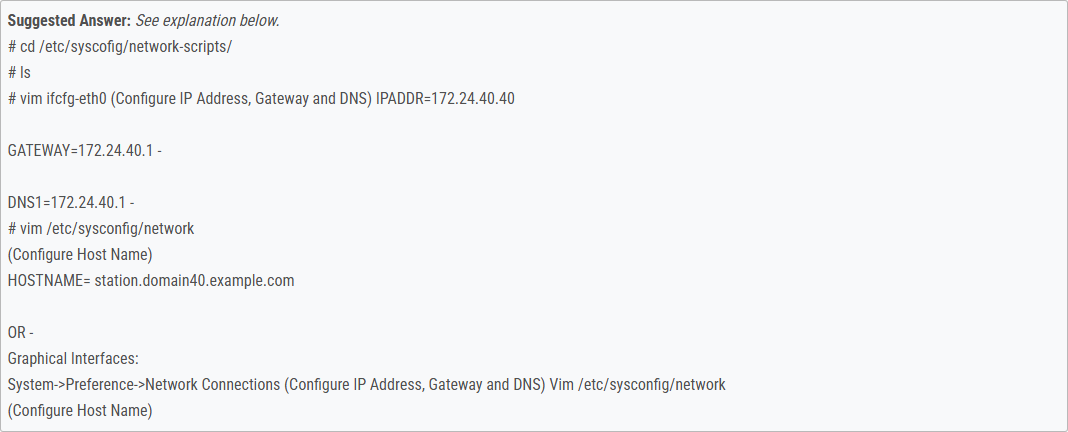 Suggested Answer: See explanation below.
# cd /etc/syscofig/network-scripts/
# ls
# vim ifcfg-eth0 (Configure IP Address, Gateway and DNS) IPADDR=172.24.40.40
GATEWAY=172.24.40.1 -
DNS1=172.24.40.1 -
# vim /etc/sysconfig/network
(Configure Host Name)
HOSTNAME= station.domain40.example.com
OR -
Graphical Interfaces:
System->Preference->Network Connections (Configure IP Address, Gateway and DNS) Vim /etc/sysconfig/network
(Configure Host Name)